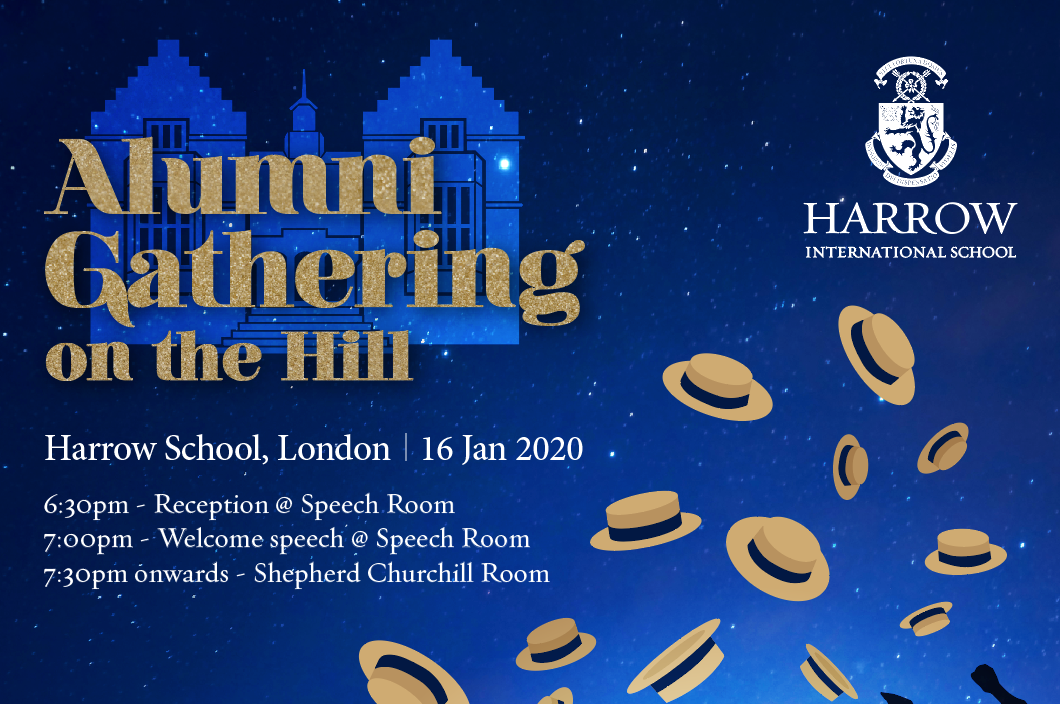 Alumni
Gathering
on the Hill
Harrow School, London | 16 Jan 2020
6:30pm - Reception @ Speech Room
7:00pm - Welcome speech @ Speech Room
7:30pm onwards - Shepherd Churchill Room
HARROW
INTERNATIONAL SCHOOL